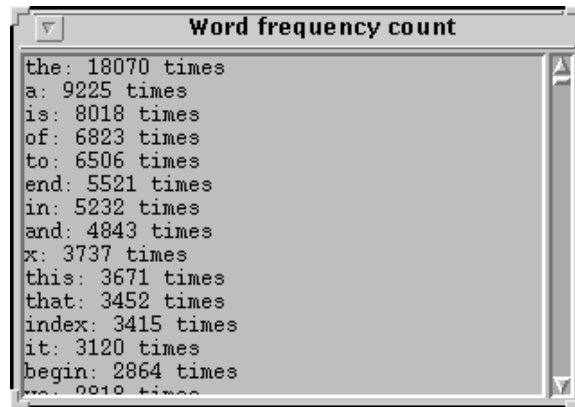 Word frequency count
the: 18070 times
a: 9225 times
is: 8018 times
of: 6823 times
to: 6506 times
end: 5521 times
in: 5232 times
and: 4843 times
x: 3737 times
this: 3671 times
that: 3452 times
index: 3415 times
it: 3120 times
begin: 2864 times